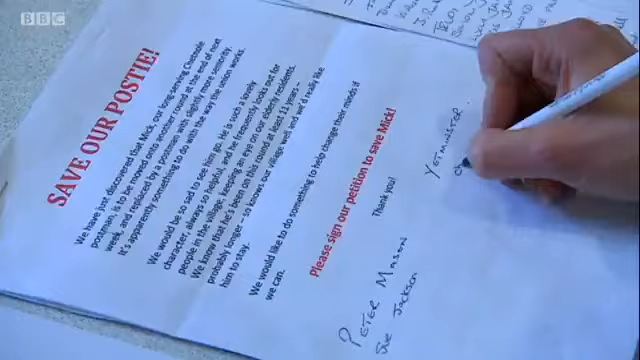 BBC
SAVE OUR POSTIE!
We have just discovered that Mick, our long-serving Chetnole
postman, is to be moved onto another round at the end of next
week, and replaced by a postman with slightly more seniority.
It's apparently something to do with the way the union works.
We would be so sad to see him go. He is such a lovely
character, always so helpful, and he frequently looks out for
people in the village, keeping an eye on our elderly residents.
We know that he's been on this round at least 13 years -
probably longer - so knows our village well and we'd really like
him to stay.
We would like to do something to help change their minds if
we can.
Please sign our petition to save Mick!
Thank you!
YETMINSTER
PETER MASON
Sue Jackson